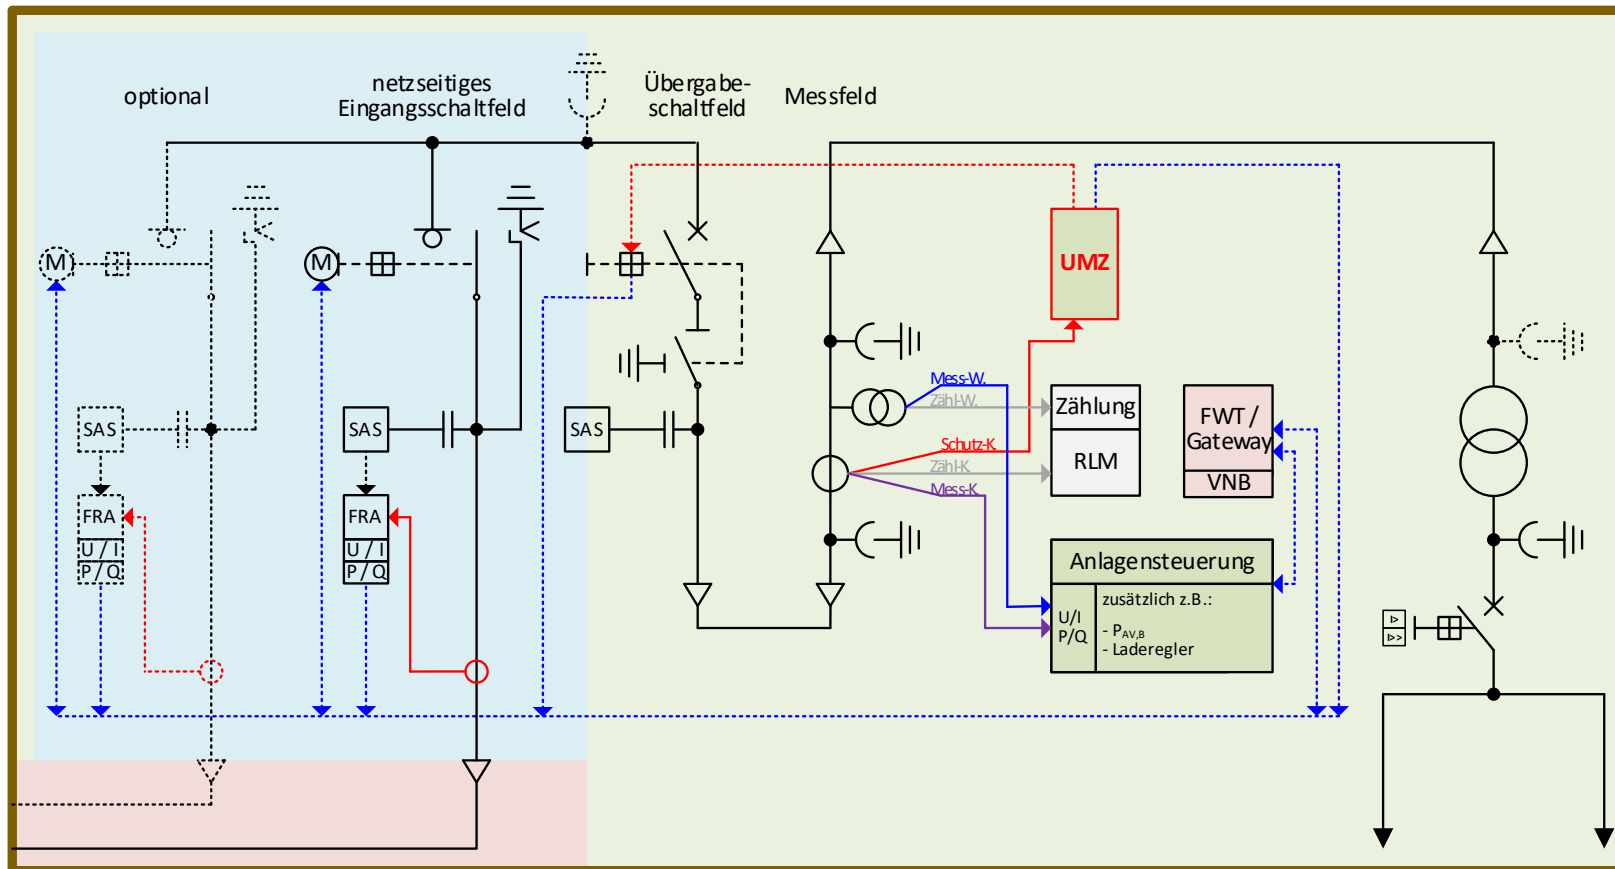 optional
netzseitiges
Eingangsschaltfeld
Übergabe-
schaltfeld
Messfeld
M
M
UMZ
Mess-W.
Zähl-W.
Schutz-K.
Zähl-K.
Mess-K.
Zählung
RLM
FWT /
Gateway
VNB
SAS
SAS
SAS
FRA
U / I
P / Q
FRA
U / I
P / Q
Anlagensteuerung
U/I
P/Q
zusätzlich z.B.:
- PAV,B
- Laderegler
I>
I>>